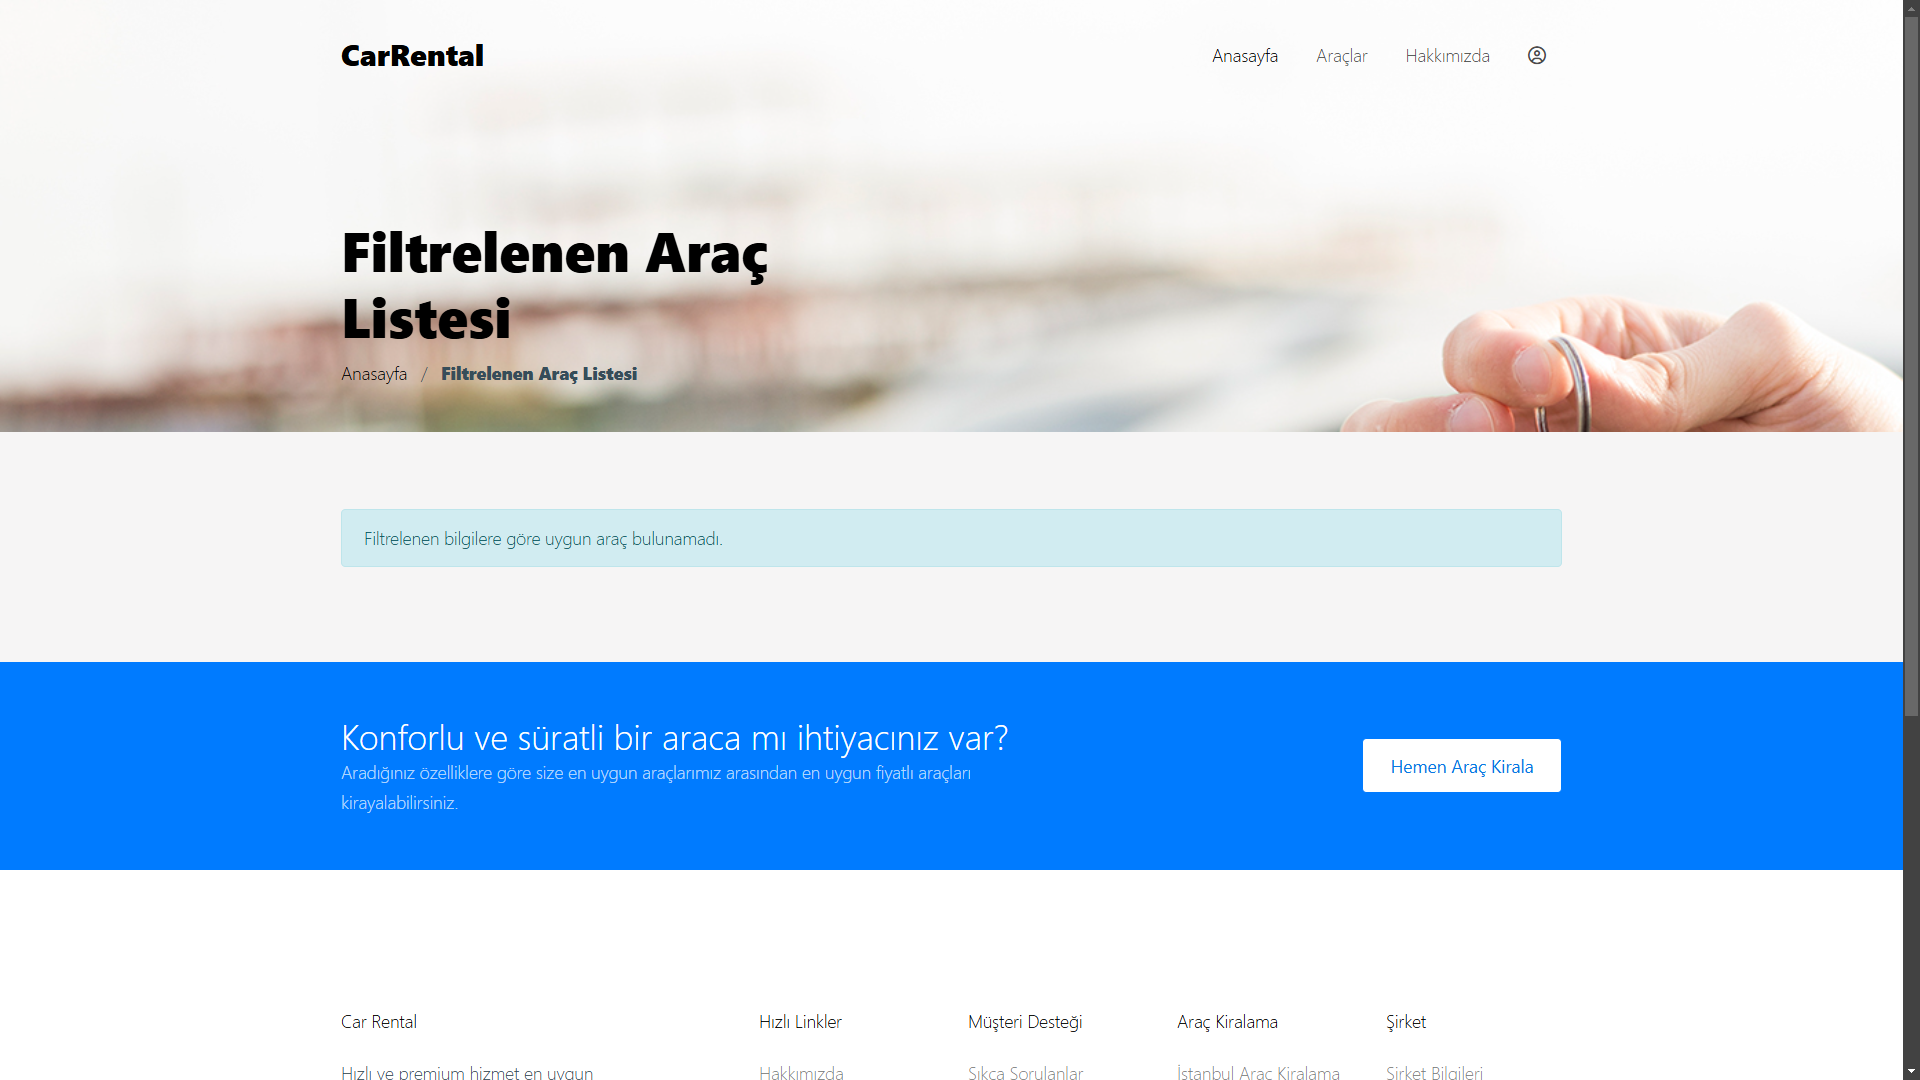 CarRental
Anasayfa
Araçlar
Hakkımızda
Filtrelenen Araç
Listesi
Anasayfa / Filtrelenen Araç Listesi
Filtrelenen bilgilere göre uygun araç bulunamadı.
Konforlu ve süratli bir araca mı ihtiyacınız var?
Aradığınız özelliklere göre size en uygun araçlarımız arasından en uygun fiyatlı araçları
kirayalabilirsiniz.
Hemen Araç Kirala
Car Rental
Hızlı ve premium hizmet en uygun
Hızlı Linkler
Hakkımızda
Müşteri Desteği
Sıkça Sorulanlar
Araç Kiralama
İstanbul Araç Kiralama
Şirket
Şirket Bilgileri